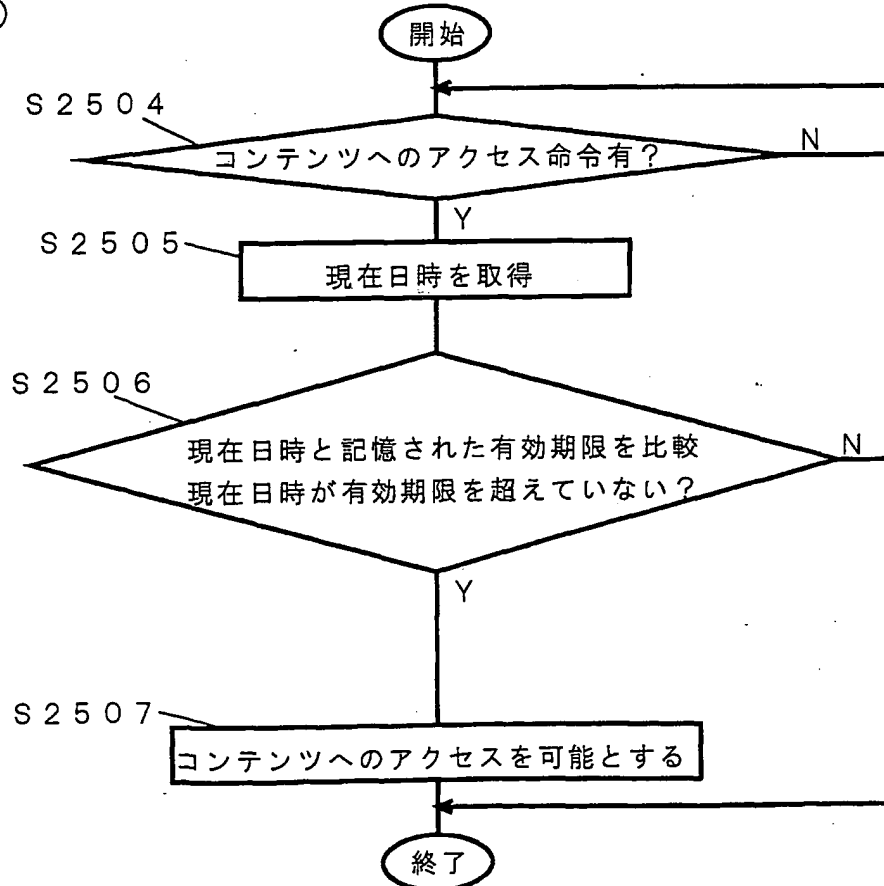 開始
S2504
コンテンツへのアクセス命令有?
N
Y
S2505
現在日時を取得
S2506
現在日時と記憶された有効期限を比較
現在日時が有効期限を超えていない?
N
Y
S2507
コンテンツへのアクセスを可能とする
終了